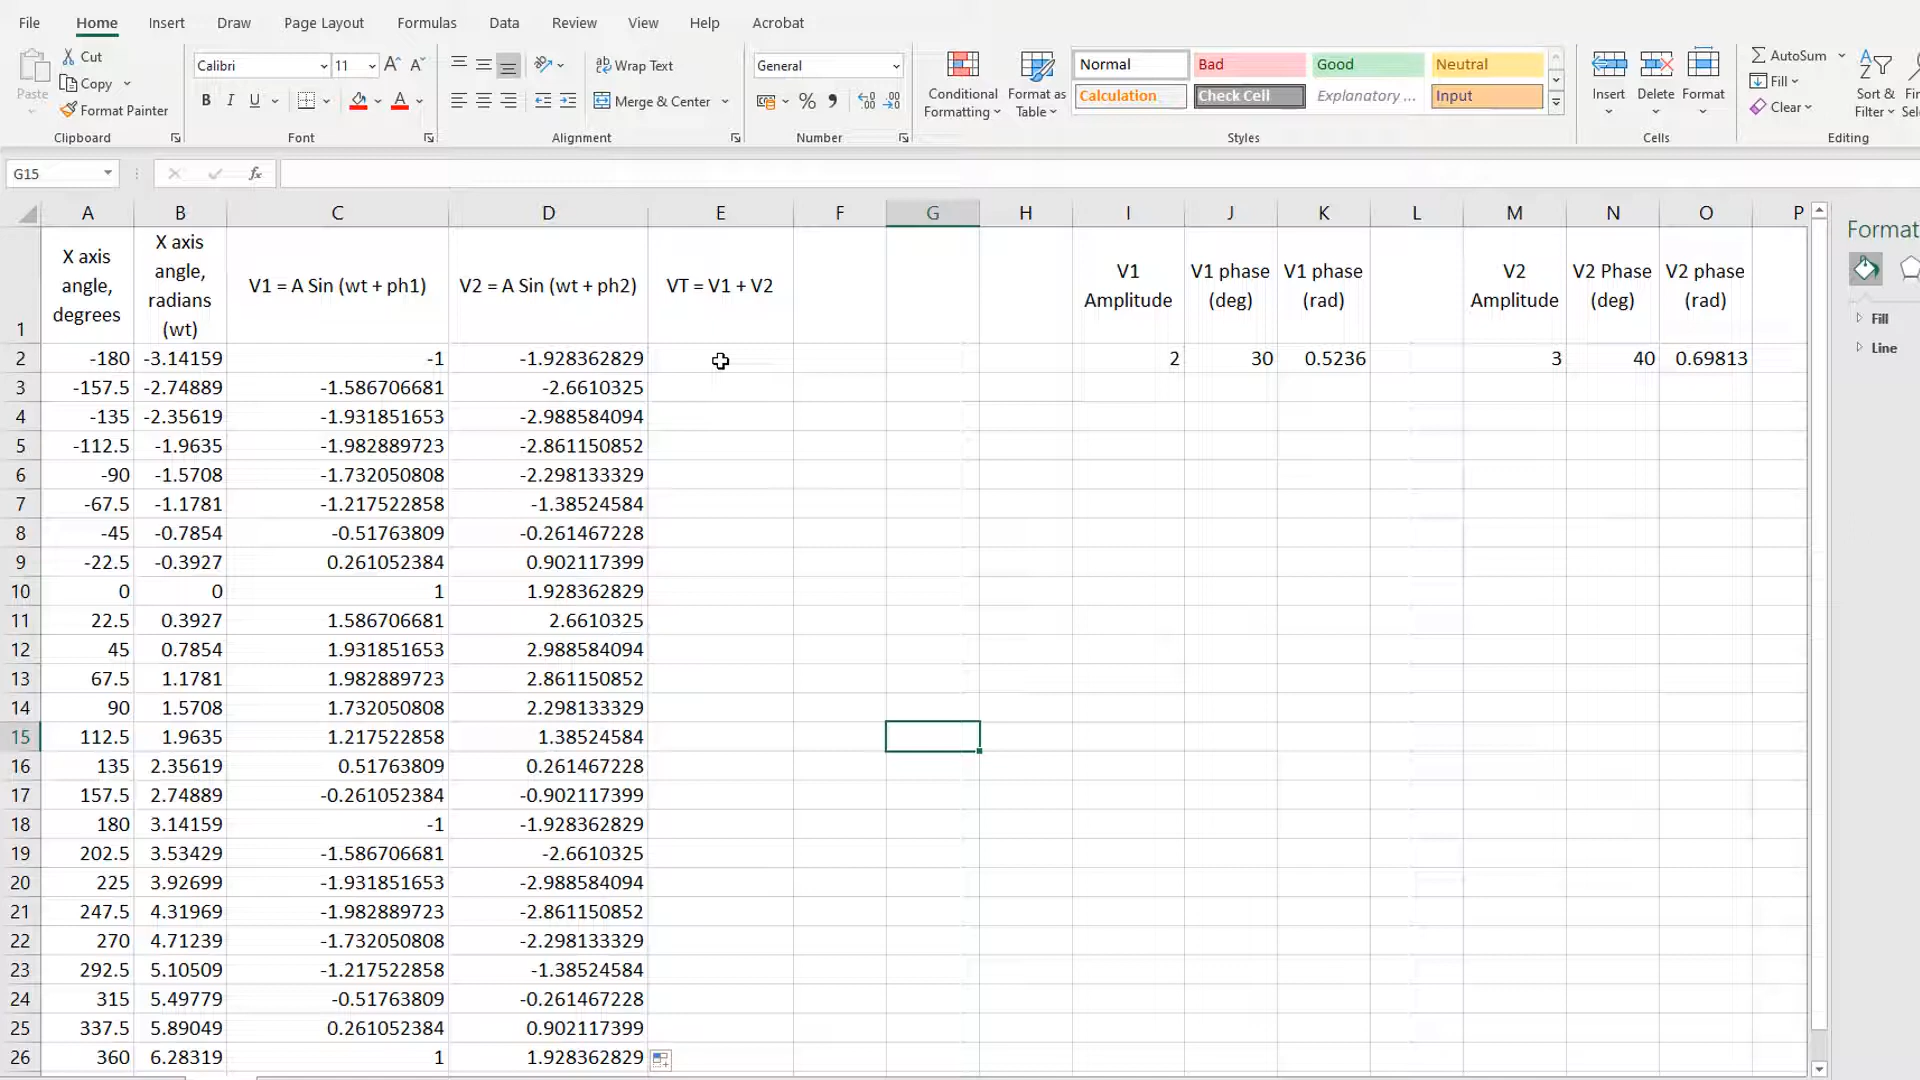 File Home Insert Draw Page Layout Formulas Data Review View Help Acrobat
Paste
Cut
Copy
Format Painter
Clipboard
Calibri 11
B I U
Font
Wrap Text
Merge & Center
Alignment
General
Number
Conditional
Formatting
Format as
Table
Normal Bad Good Neutral
Calculation Check Cell Explanatory ... Input
Styles
Insert Delete Format
Cells
AutoSum
Fill
Clear
Sort &
Filter
Editing
G15 fx
A B C D E F G H I J K L M N O P
1
X axis
angle,
degrees
X axis
angle,
radians
(wt)
V1 = A Sin (wt + ph1)
V2 = A Sin (wt + ph2)
VT = V1 + V2
V1
Amplitude
V1 phase
(deg)
V1 phase
(rad)
V2
Amplitude
V2 Phase
(deg)
V2 phase
(rad)
2 -180 -3.14159 -1 -1.928362829 2 30 0.5236 3 40 0.69813
3 -157.5 -2.74889 -1.586706681 -2.6610325
4 -135 -2.35619 -1.931851653 -2.988584094
5 -112.5 -1.9635 -1.982889723 -2.861150852
6 -90 -1.5708 -1.732050808 -2.298133329
7 -67.5 -1.1781 -1.217522858 -1.38524584
8 -45 -0.7854 -0.51763809 -0.261467228
9 -22.5 -0.3927 0.261052384 0.902117399
10 0 0 1 1.928362829
11 22.5 0.3927 1.586706681 2.6610325
12 45 0.7854 1.931851653 2.988584094
13 67.5 1.1781 1.982889723 2.861150852
14 90 1.5708 1.732050808 2.298133329
15 112.5 1.9635 1.217522858 1.38524584
16 135 2.35619 0.51763809 0.261467228
17 157.5 2.74889 -0.261052384 -0.902117399
18 180 3.14159 -1 -1.928362829
19 202.5 3.53429 -1.586706681 -2.6610325
20 225 3.92699 -1.931851653 -2.988584094
21 247.5 4.31969 -1.982889723 -2.861150852
22 270 4.71239 -1.732050808 -2.298133329
23 292.5 5.10509 -1.217522858 -1.38524584
24 315 5.49779 -0.51763809 -0.261467228
25 337.5 5.89049 0.261052384 0.902117399
26 360 6.28319 1 1.928362829
Format
Fill
Line